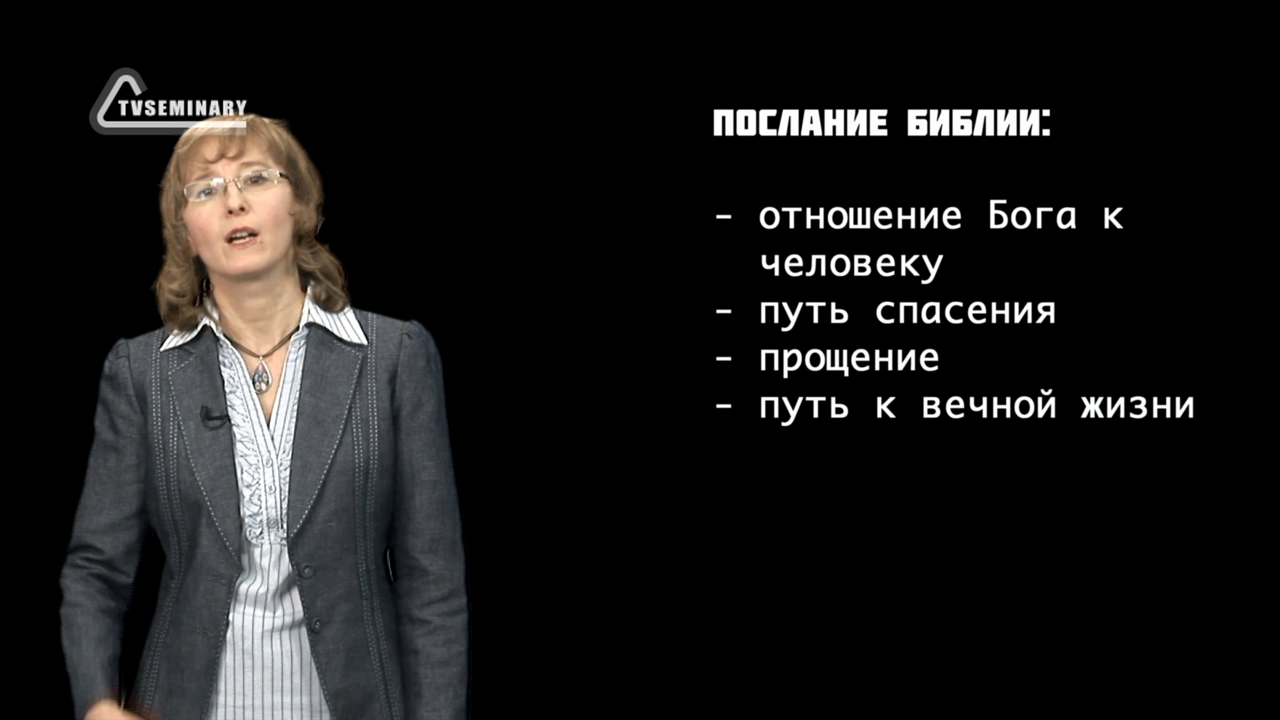 TVSEMINARY
ПОСЛАНИЕ БИБЛИИ:
- отношение Бога к
человеку
- путь спасения
- прощение
- путь к вечной жизни